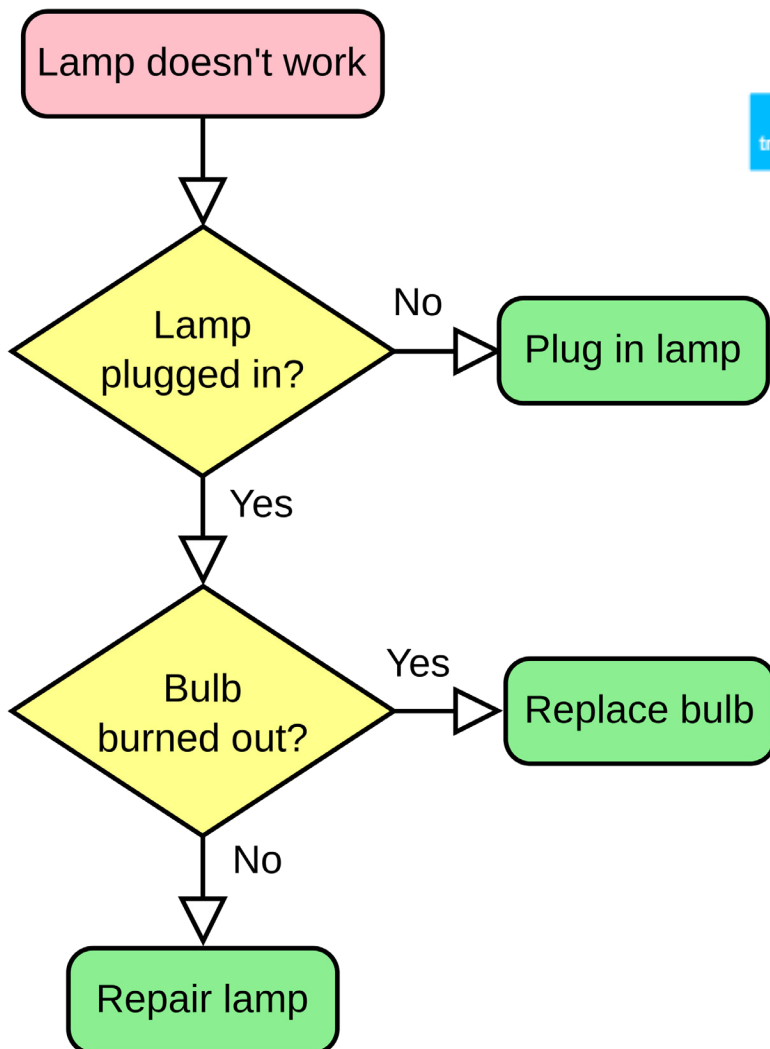 Lamp doesn't work
Lamp
plugged in?
No
Plug in lamp
Yes
Bulb
burned out?
Yes
Replace bulb
No
Repair lamp